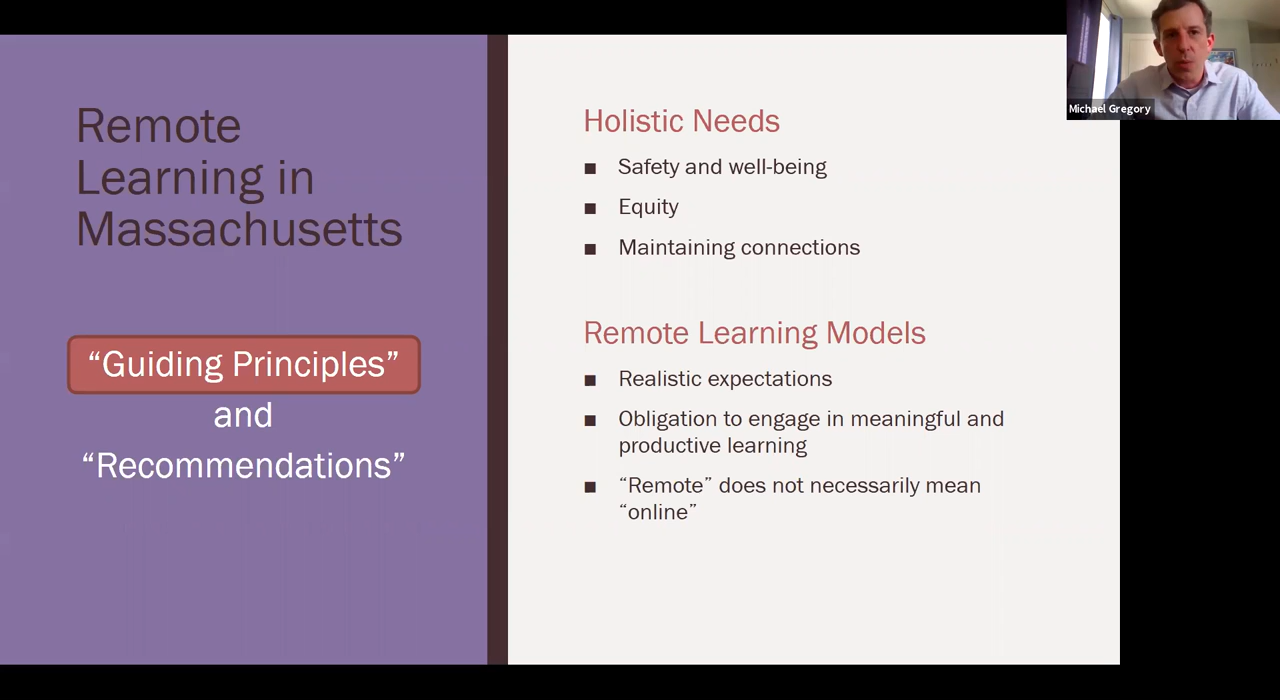 Remote
Learning in
Massachusetts
“Guiding Principles”
and
“Recommendations”
Holistic Needs
■ Safety and well-being
■ Equity
■ Maintaining connections
Remote Learning Models
■ Realistic expectations
■ Obligation to engage in meaningful and
productive learning
■ “Remote” does not necessarily mean
“online”
Michael Gregory